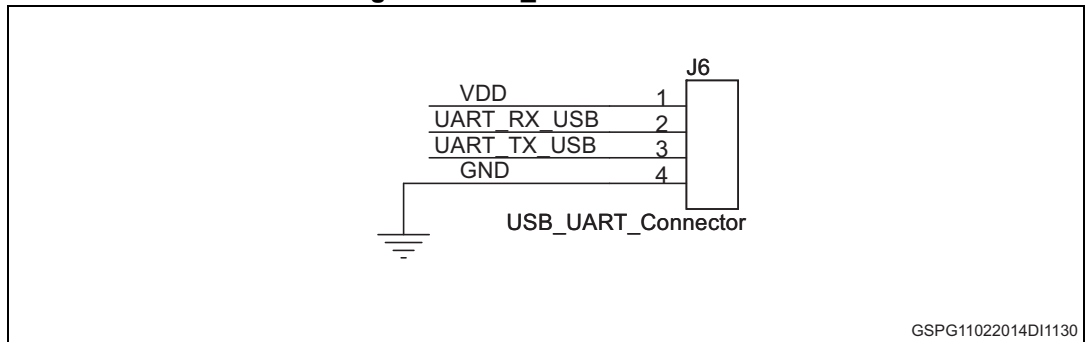 J6
VDD 1
UART_RX_USB 2
UART_TX_USB 3
GND 4
USB_UART_Connector
GSPG11022014DI1130